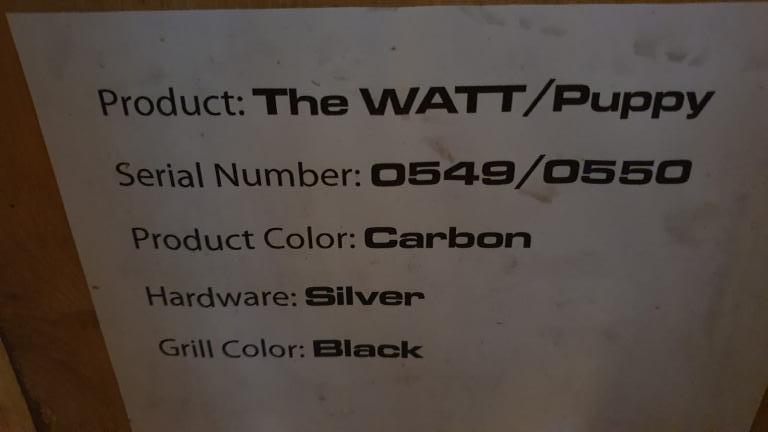 Product: The WATT/Puppy
Serial Number: 0549/0550
Product Color: Carbon
Hardware: Silver
Grill Color: Black